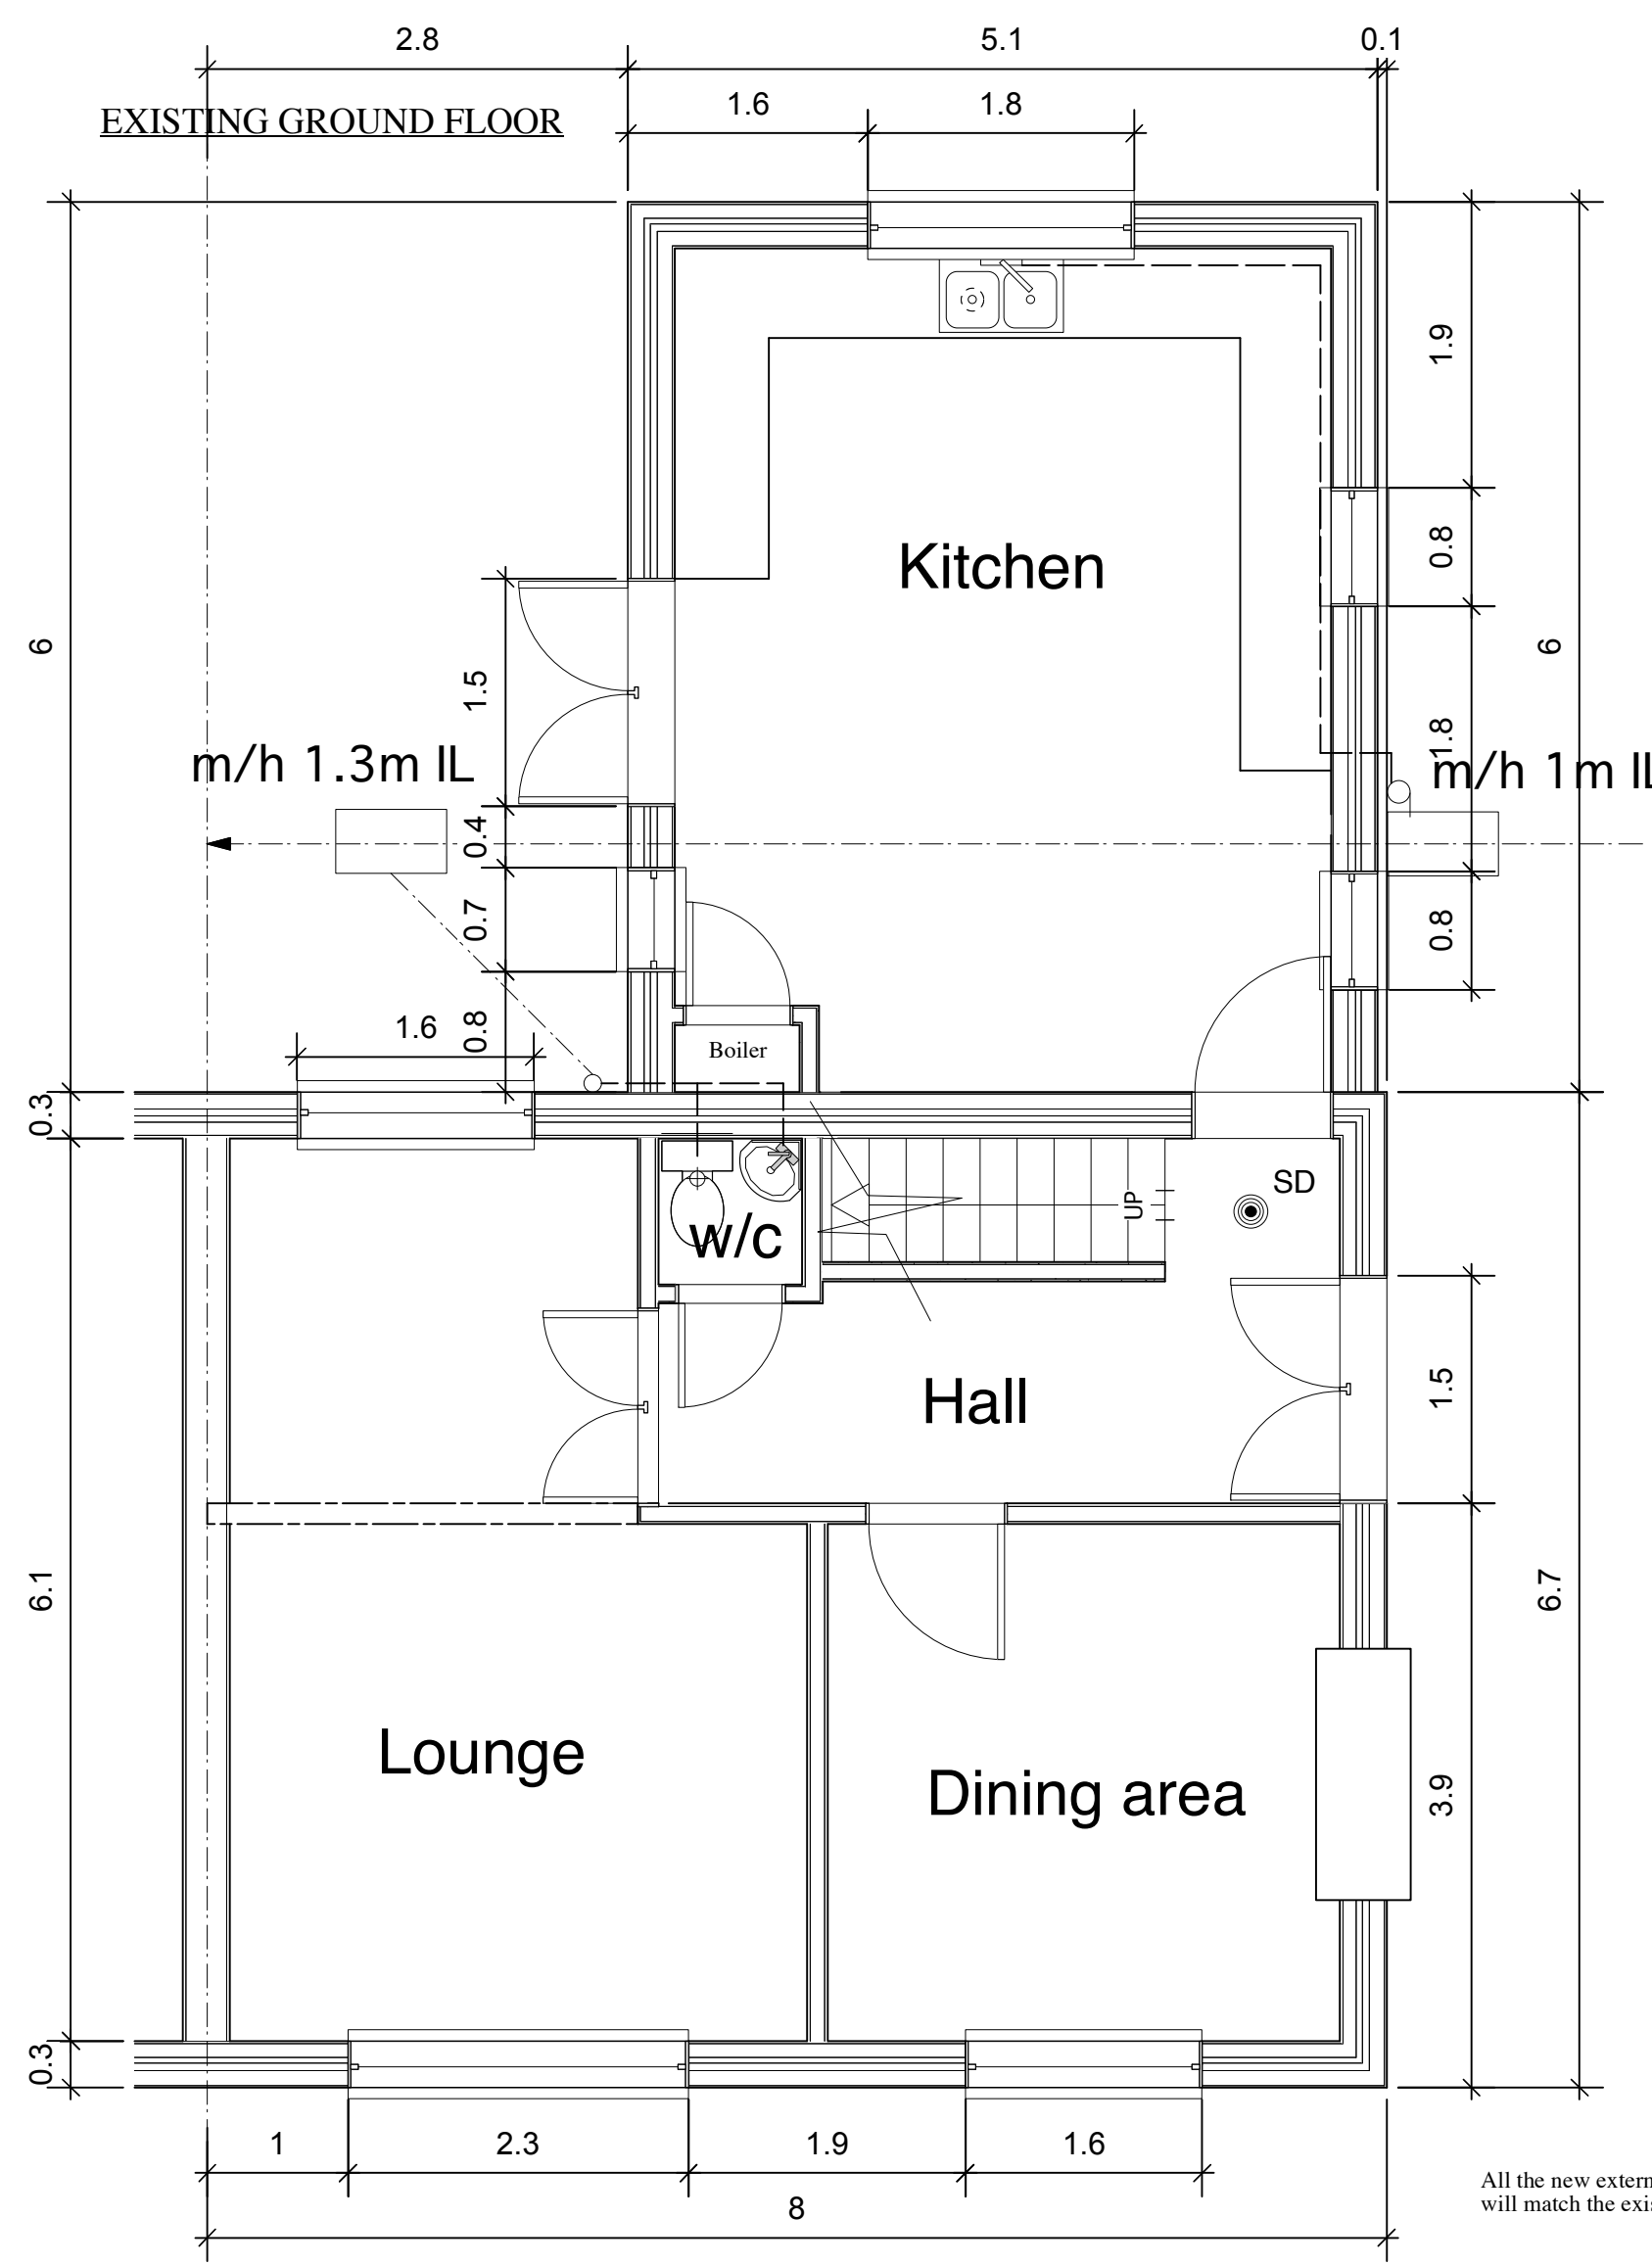 2.8
5.1
0.1
EXISTING GROUND FLOOR
1.6
1.8
1.9
Kitchen
0.8
6
6
1.5
1.8
m/h 1.3m IL
m/h 1m IL
0.4
0.7
0.8
1.6
0.8
Boiler
0.3
SD
UP
w/c
Hall
1.5
6.1
6.7
Lounge
Dining area
3.9
0.3
1
2.3
1.9
1.6
8
All the new extern
will match the exis